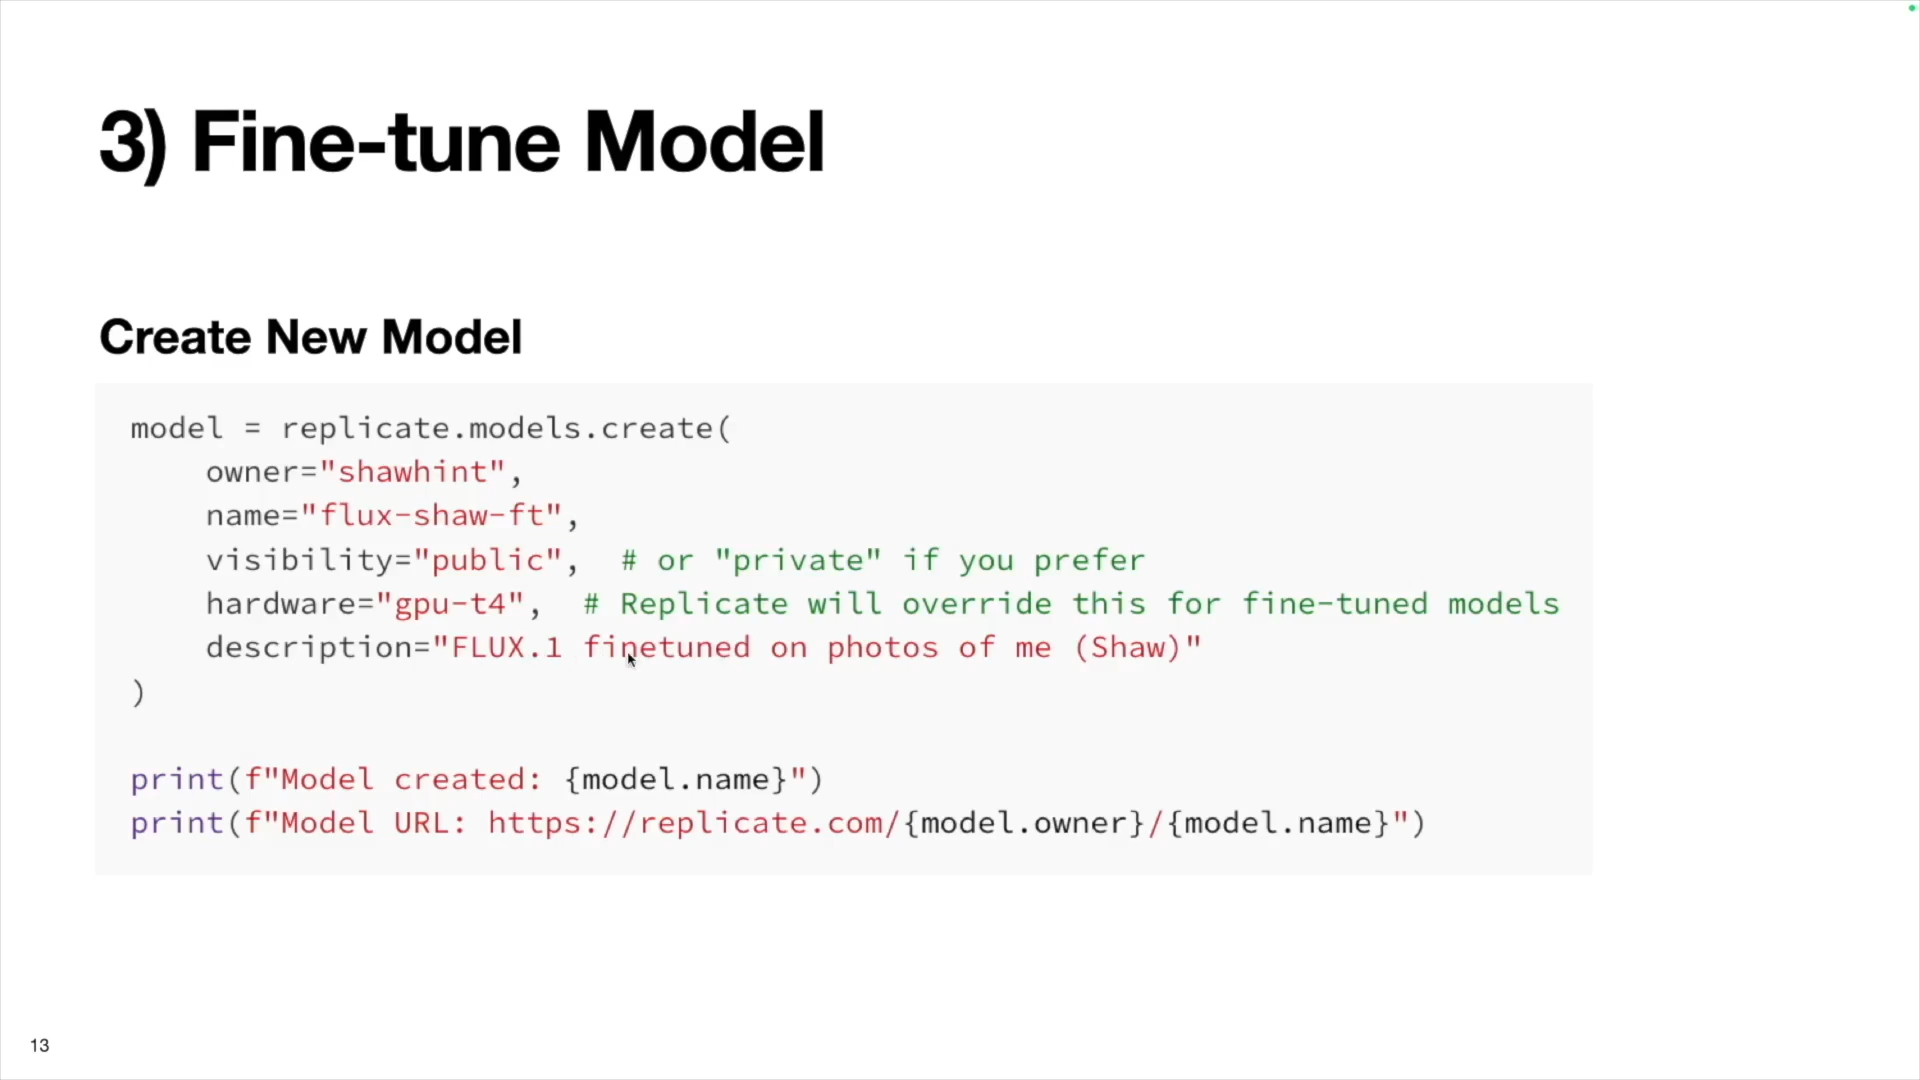 3) Fine-tune Model
Create New Model
model = replicate.models.create(
    owner="shawhint",
    name="flux-shaw-ft",
    visibility="public",  # or "private" if you prefer
    hardware="gpu-t4",  # Replicate will override this for fine-tuned models
    description="FLUX.1 finetuned on photos of me (Shaw)"
)
print(f"Model created: {model.name}")
print(f"Model URL: https://replicate.com/{model.owner}/{model.name}")
13